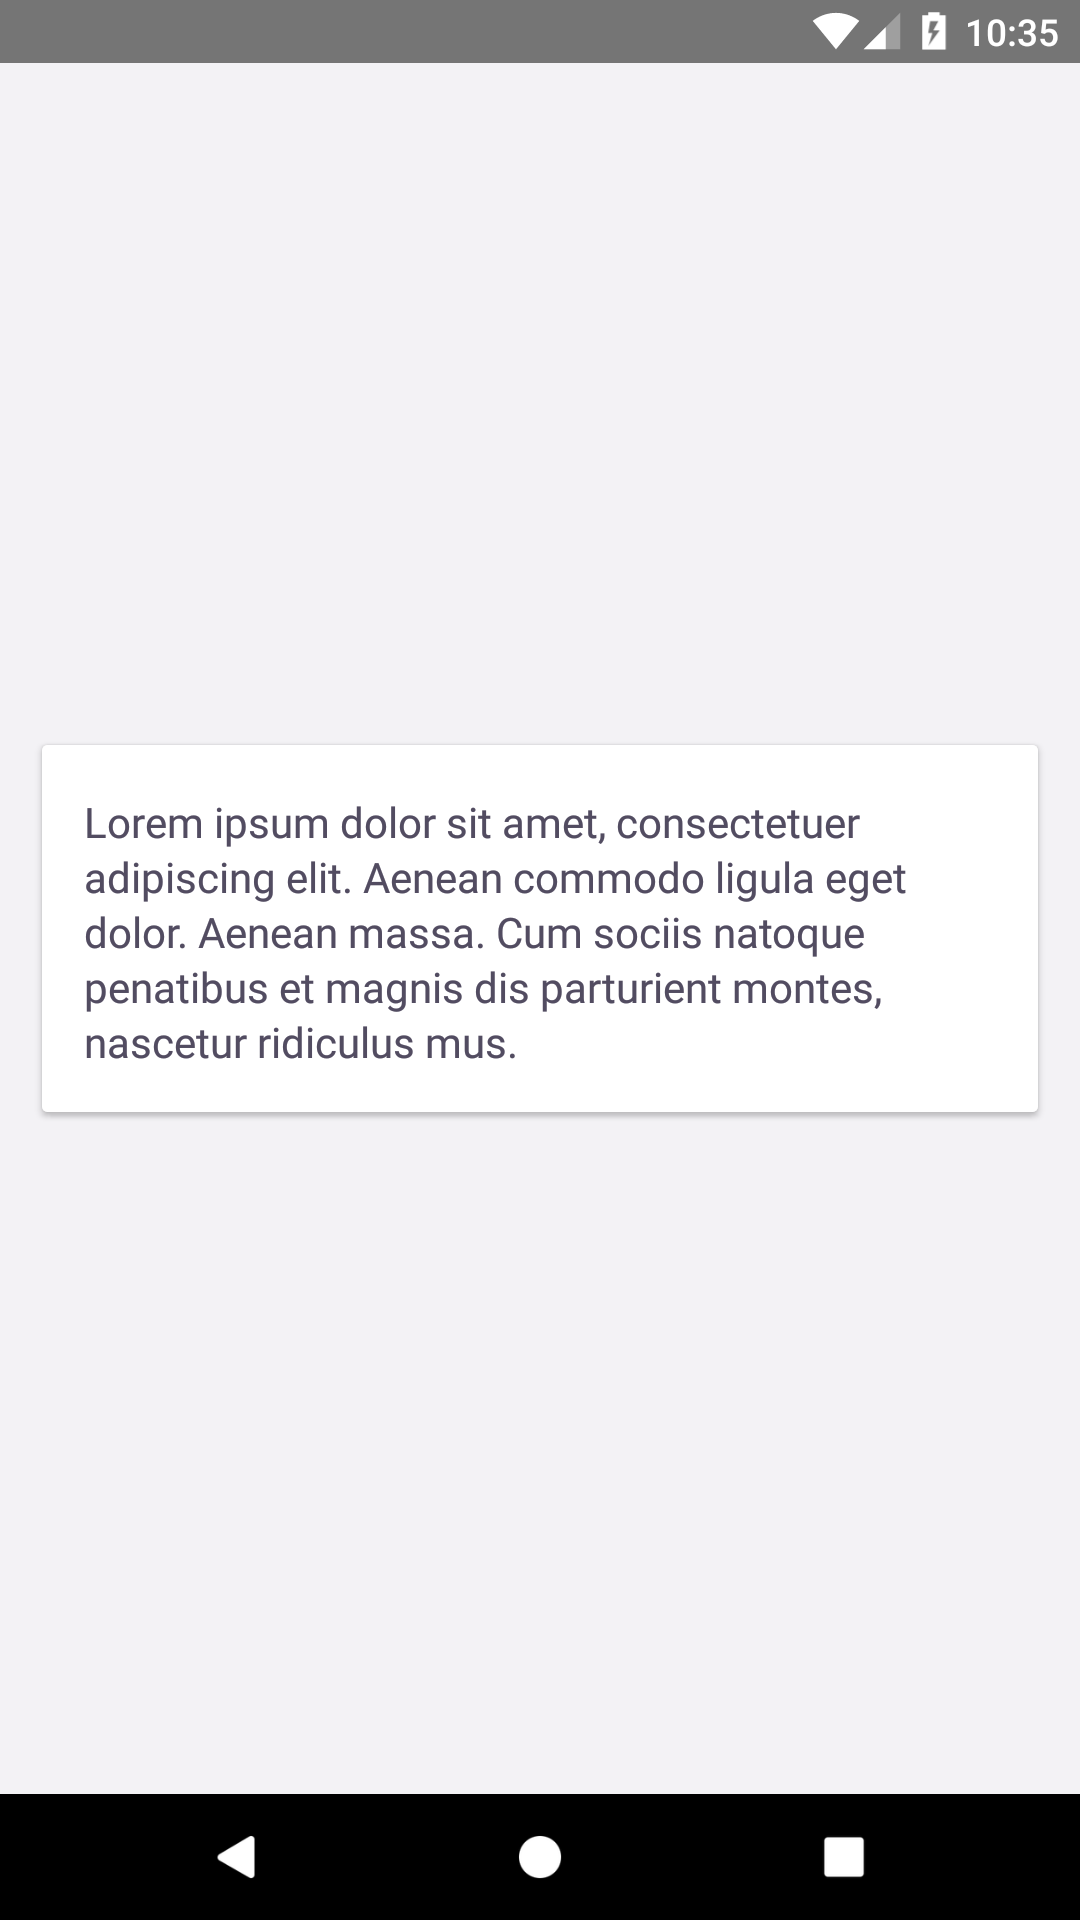 10:35
Lorem ipsum dolor sit amet, consectetuer
adipiscing elit. Aenean commodo ligula eget
dolor. Aenean massa. Cum sociis natoque
penatibus et magnis dis parturient montes,
nascetur ridiculus mus.